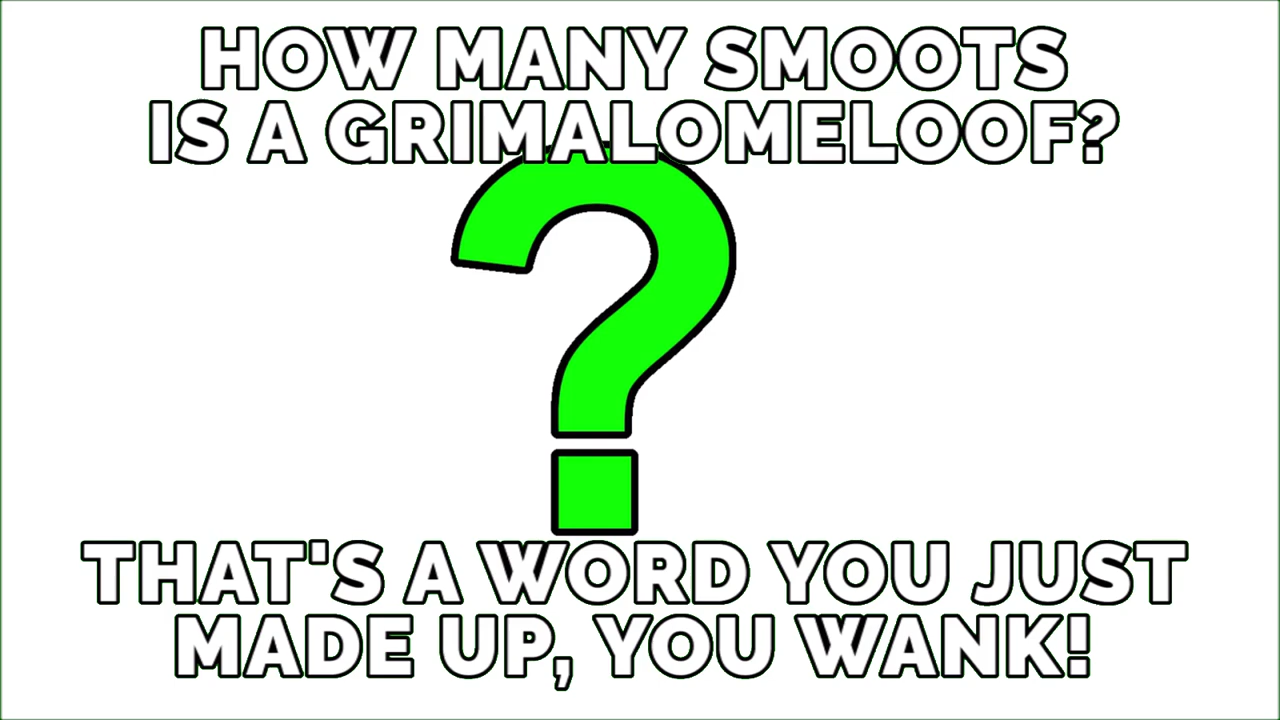 HOW MANY SMOOTS
IS A GRIMALOMELOOF?
?
THAT'S A WORD YOU JUST
MADE UP, YOU WANK!